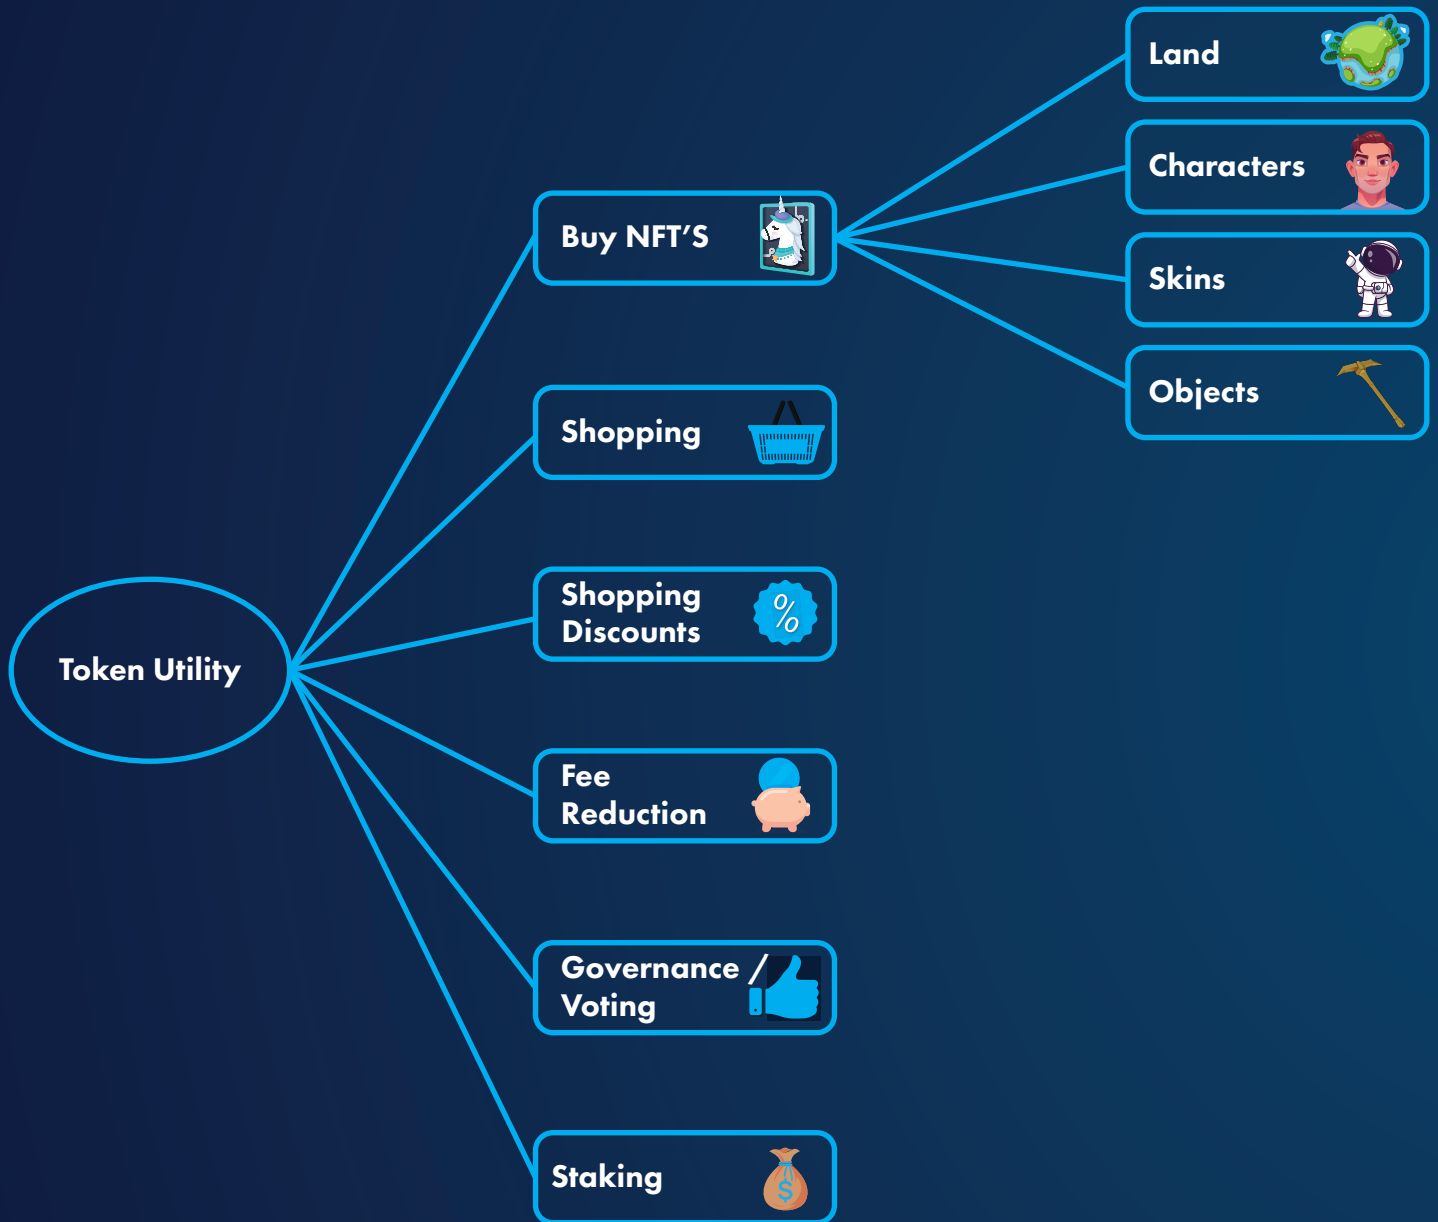 Land
Characters
Buy NFT’S
Skins
Objects
Shopping
Shopping
Discounts
%
Token Utility
Fee
Reduction
Governance /
Voting
Staking
$